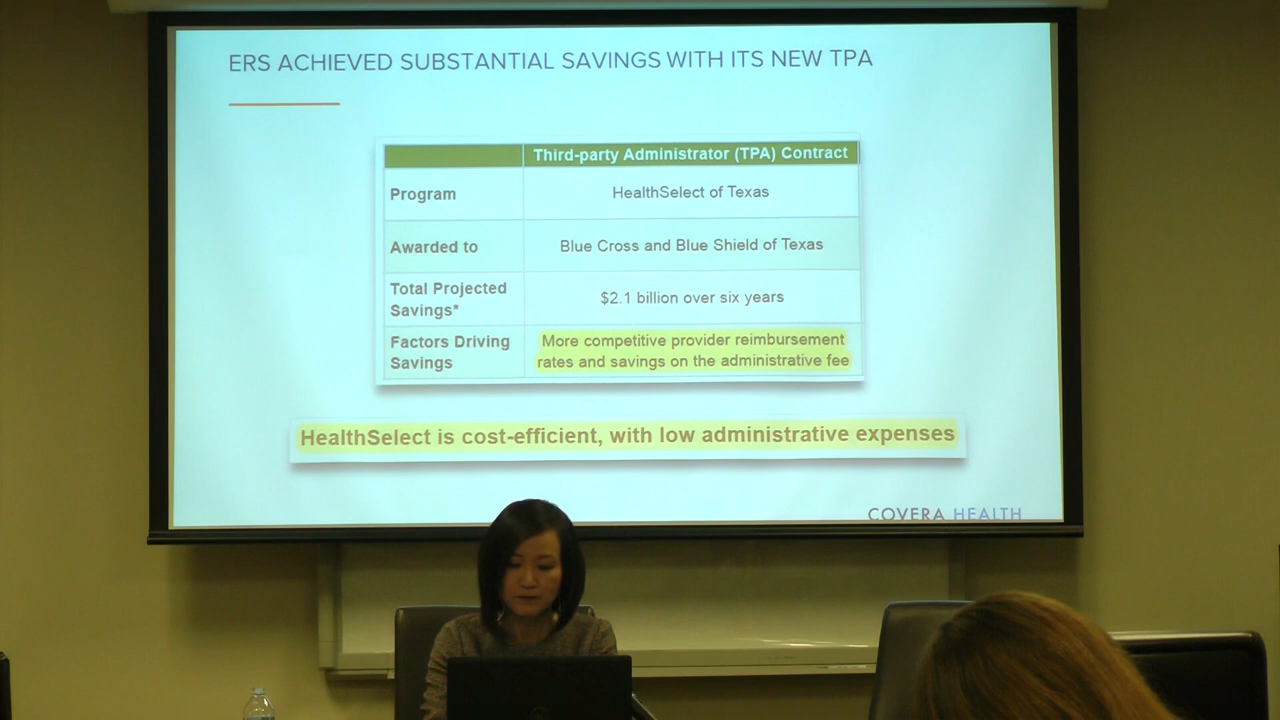 ERS ACHIEVED SUBSTANTIAL SAVINGS WITH ITS NEW TPA
Third-party Administrator (TPA) Contract
Program
HealthSelect of Texas
Awarded to
Blue Cross and Blue Shield of Texas
Total Projected
Savings*
$2.1 billion over six years
Factors Driving
Savings
More competitive provider reimbursement
rates and savings on the administrative fee
HealthSelect is cost-efficient, with low administrative expenses
COVERA HEALTH